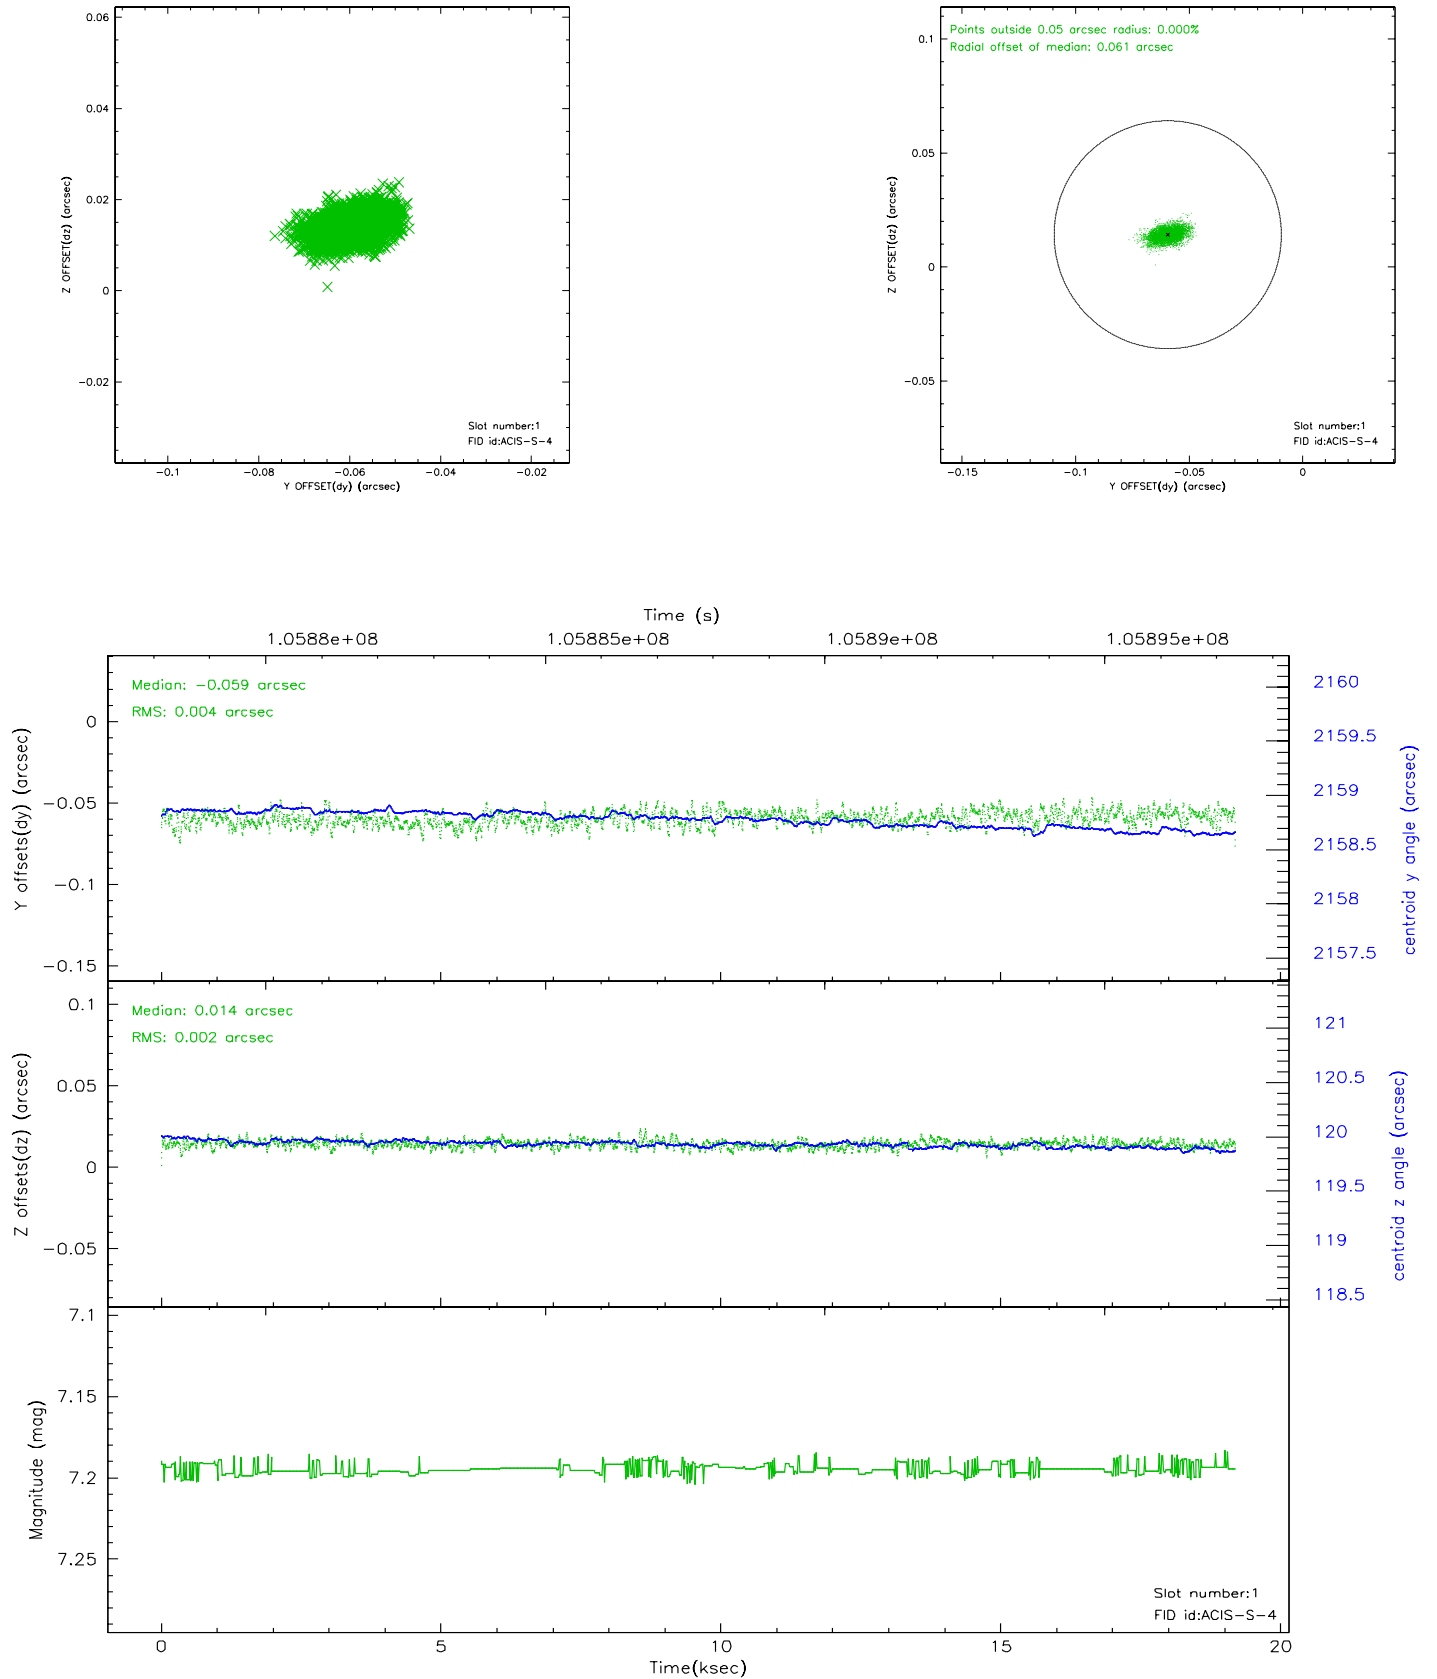 0.06
0.04
0.02
0
−0.02
Z OFFSET(dz) (arcsec)
Slot number:1
FID id:ACIS−S−4
−0.1 −0.08 −0.06 −0.04 −0.02
Y OFFSET(dy) (arcsec)
Points outside 0.05 arcsec radius: 0.000%
Radial offset of median: 0.061 arcsec
0.1
0.05
0
−0.05
Z OFFSET(dz) (arcsec)
Slot number:1
FID id:ACIS−S−4
−0.15 −0.1 −0.05 0
Y OFFSET(dy) (arcsec)
Time (s)
1.0588e+08 1.05885e+08 1.0589e+08 1.05895e+08
Median: −0.059 arcsec
RMS: 0.004 arcsec
0
−0.05
−0.1
−0.15
Y offsets(dy) (arcsec)
2160
2159.5
2159
2158.5
2158
2157.5
centroid y angle (arcsec)
Median: 0.014 arcsec
RMS: 0.002 arcsec
0.1
0.05
0
−0.05
Z offsets(dz) (arcsec)
121
120.5
120
119.5
119
118.5
centroid z angle (arcsec)
7.1
7.15
7.2
7.25
Magnitude (mag)
Slot number:1
FID id:ACIS−S−4
0 5 10 15 20
Time(ksec)